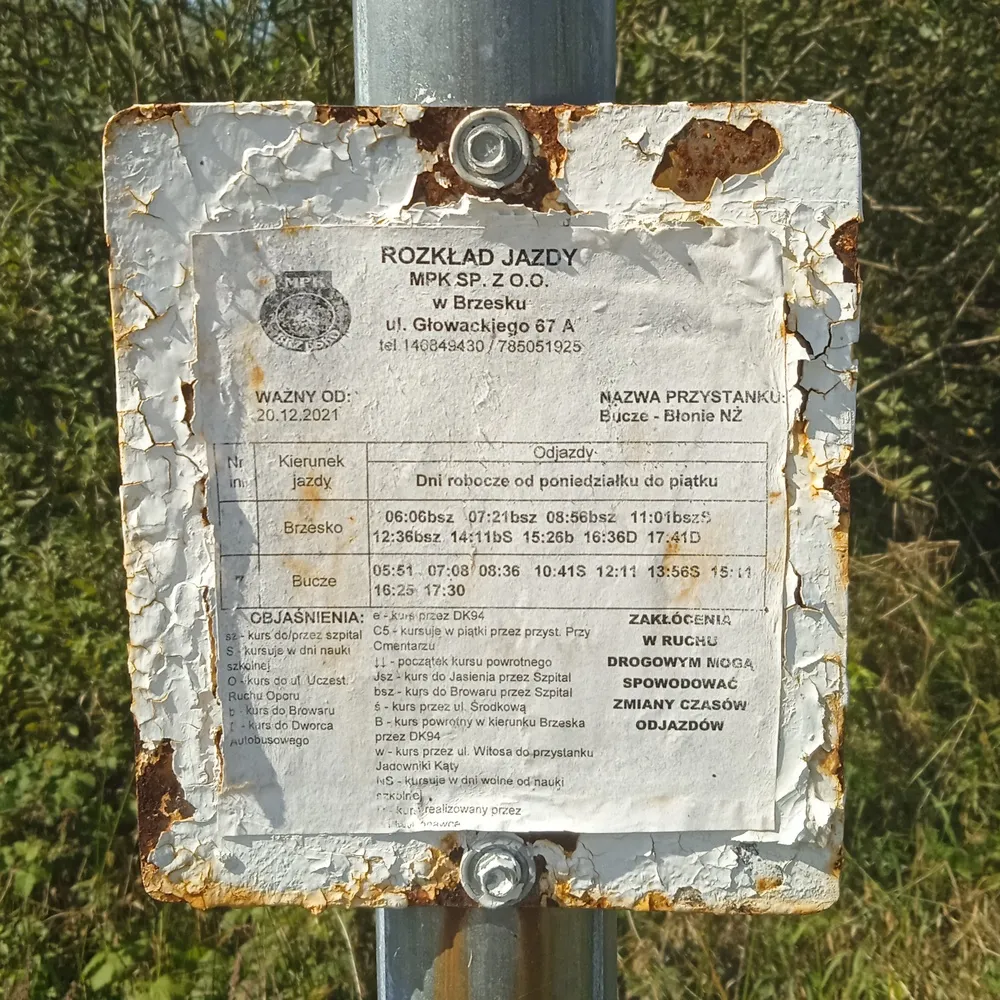 ROZKŁAD JAZDY
MPK SP. Z O.O.
w Brzesku
ul. Głowackiego 67 A
tel.146849430 / 785051925
MPK
BRZESKO
WAŻNY OD:
20.12.2021
NAZWA PRZYSTANKU:
Bucze - Błonie NŻ
Nr
Kierunek
jazdy
Odjazdy
Dni robocze od poniedziałku do piątku
Brzesko
06:06bsz 07:21bsz 08:56bsz 11:01bszS
12:36bsz 14:11bS 15:26b 16:36D 17:41D
7
Bucze
05:51 07:08 08:36 10:41S 12:11 13:56S 15:11
16:25 17:30
OBJAŚNIENIA:
sz - kurs do/przez szpital
S - kursuje w dni nauki
szkolnej
O - kurs do ul. Uczest.
Ruchu Oporu
b - kurs do Browaru
- kurs do Dworca
Autobusowego
e - kurs przez DK94
C5 - kursuje w piątki przez przyst. Przy
Cmentarzu
↓↓ - początek kursu powrotnego
Jsz - kurs do Jasienia przez Szpital
bsz - kurs do Browaru przez Szpital
ś - kurs przez ul. Środkową
B - kurs powrotny w kierunku Brzeska
przez DK94
w - kurs przez ul. Witosa do przystanku
Jadowniki Kąty
NS - kursuje w dni wolne od nauki
szkolnej
- kurs realizowany przez
ZAKŁÓCENIA
W RUCHU
DROGOWYM MOGĄ
SPOWODOWAĆ
ZMIANY CZASÓW
ODJAZDÓW